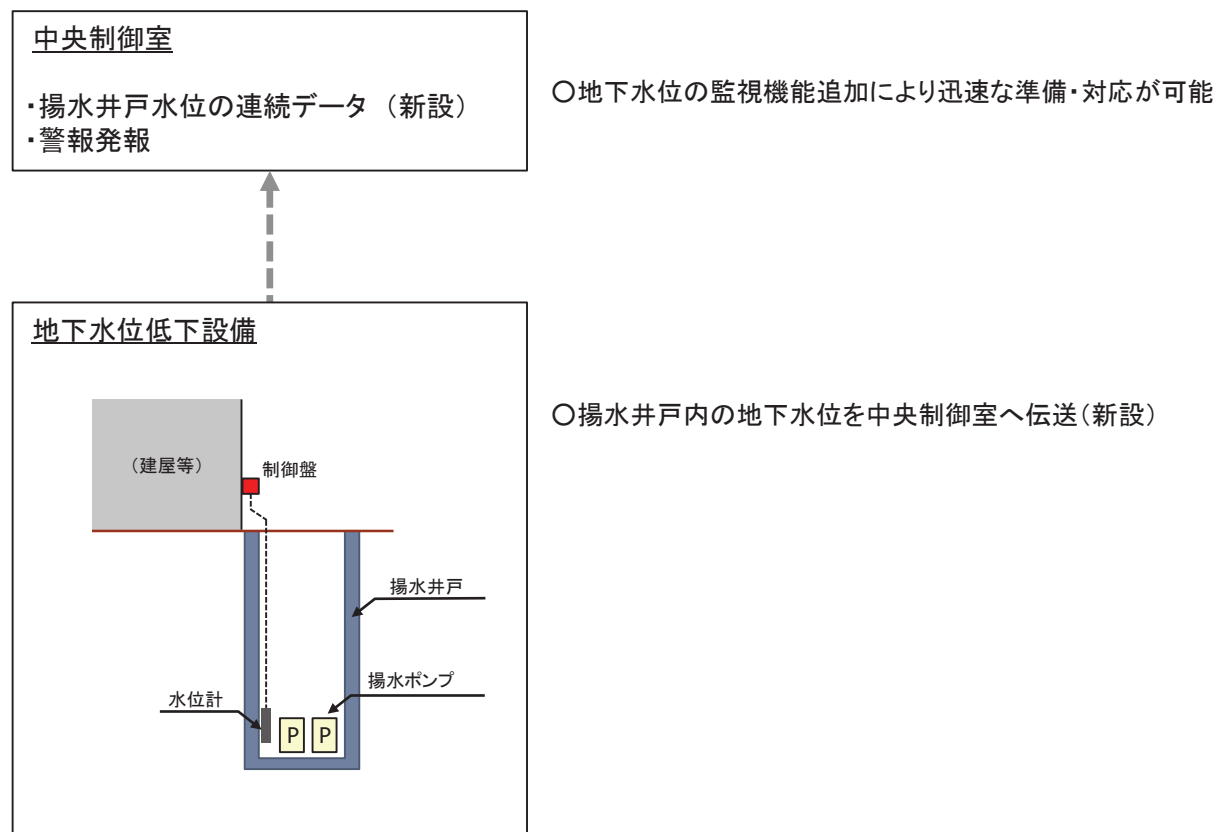 中央制御室
・揚水井戸水位の連続データ （新設）
・警報発報
○地下水位の監視機能追加により迅速な準備・対応が可能
地下水位低下設備
○揚水井戸内の地下水位を中央制御室へ伝送（新設）
（建屋等）
制御盤
揚水井戸
揚水ポンプ
水位計
P P